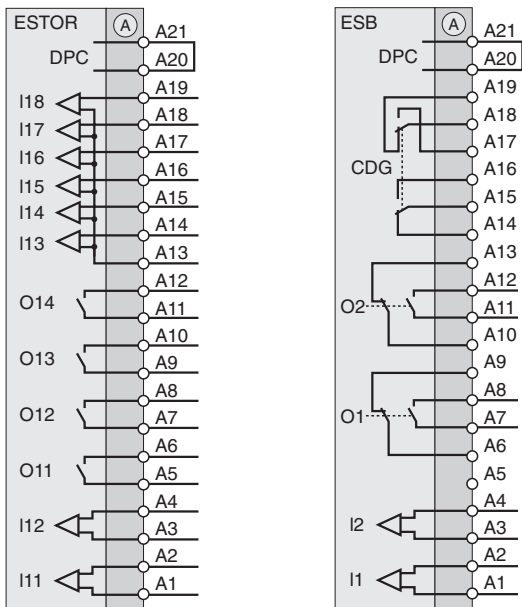 ESTOR A
A21
DPC
A20
A19
I18
A18
I17
A17
I16
A16
I15
A15
I14
A14
I13
A13
A12
O14
A11
A10
O13
A9
A8
O12
A7
A6
O11
A5
A4
I12
A3
A2
I11
A1
ESB A
A21
DPC
A20
A19
A18
A17
CDG
A16
A15
A14
A13
A12
O2
A11
A10
A9
A8
O1
A7
A6
A5
A4
I2
A3
A2
I1
A1